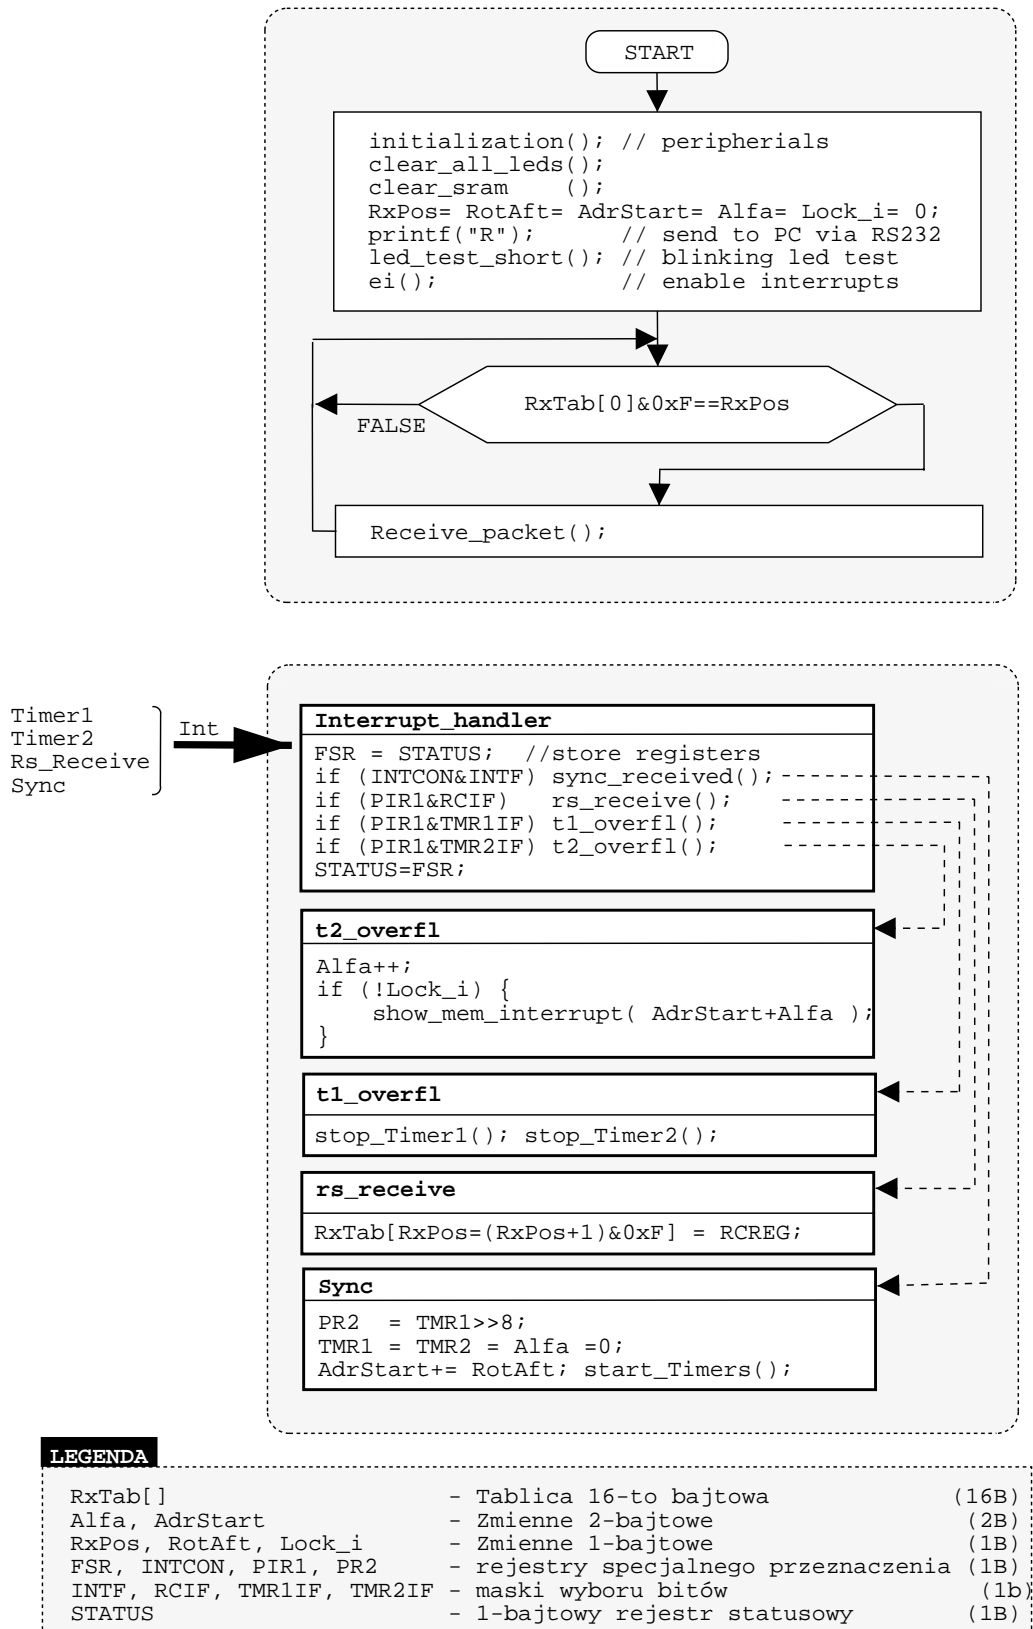 START
initialization(); // peripherials
clear_all_leds();
clear_sram    ();
RxPos= RotAft= AdrStart= Alfa= Lock_i= 0;
printf("R");      // send to PC via RS232
led_test_short(); // blinking led test
ei();             // enable interrupts
RxTab[0]&0xF==RxPos
FALSE
Receive_packet();
Timer1
Timer2
Rs_Receive
Sync
Int
Interrupt_handler
FSR = STATUS;  //store registers
if (INTCON&INTF) sync_received();
if (PIR1&RCIF)   rs_receive();
if (PIR1&TMR1IF) t1_overfl();
if (PIR1&TMR2IF) t2_overfl();
STATUS=FSR;
t2_overfl
Alfa++;
if (!Lock_i) {
show_mem_interrupt( AdrStart+Alfa );
}
t1_overfl
stop_Timer1(); stop_Timer2();
rs_receive
RxTab[RxPos=(RxPos+1)&0xF] = RCREG;
Sync
PR2  = TMR1>>8;
TMR1 = TMR2 = Alfa =0;
AdrStart+= RotAft; start_Timers();
LEGENDA
RxTab[] - Tablica 16-to bajtowa (16B)
Alfa, AdrStart - Zmienne 2-bajtowe (2B)
RxPos, RotAft, Lock_i - Zmienne 1-bajtowe (1B)
FSR, INTCON, PIR1, PR2 - rejestry specjalnego przeznaczenia (1B)
INTF, RCIF, TMR1IF, TMR2IF - maski wyboru bitów (1b)
STATUS - 1-bajtowy rejestr statusowy (1B)